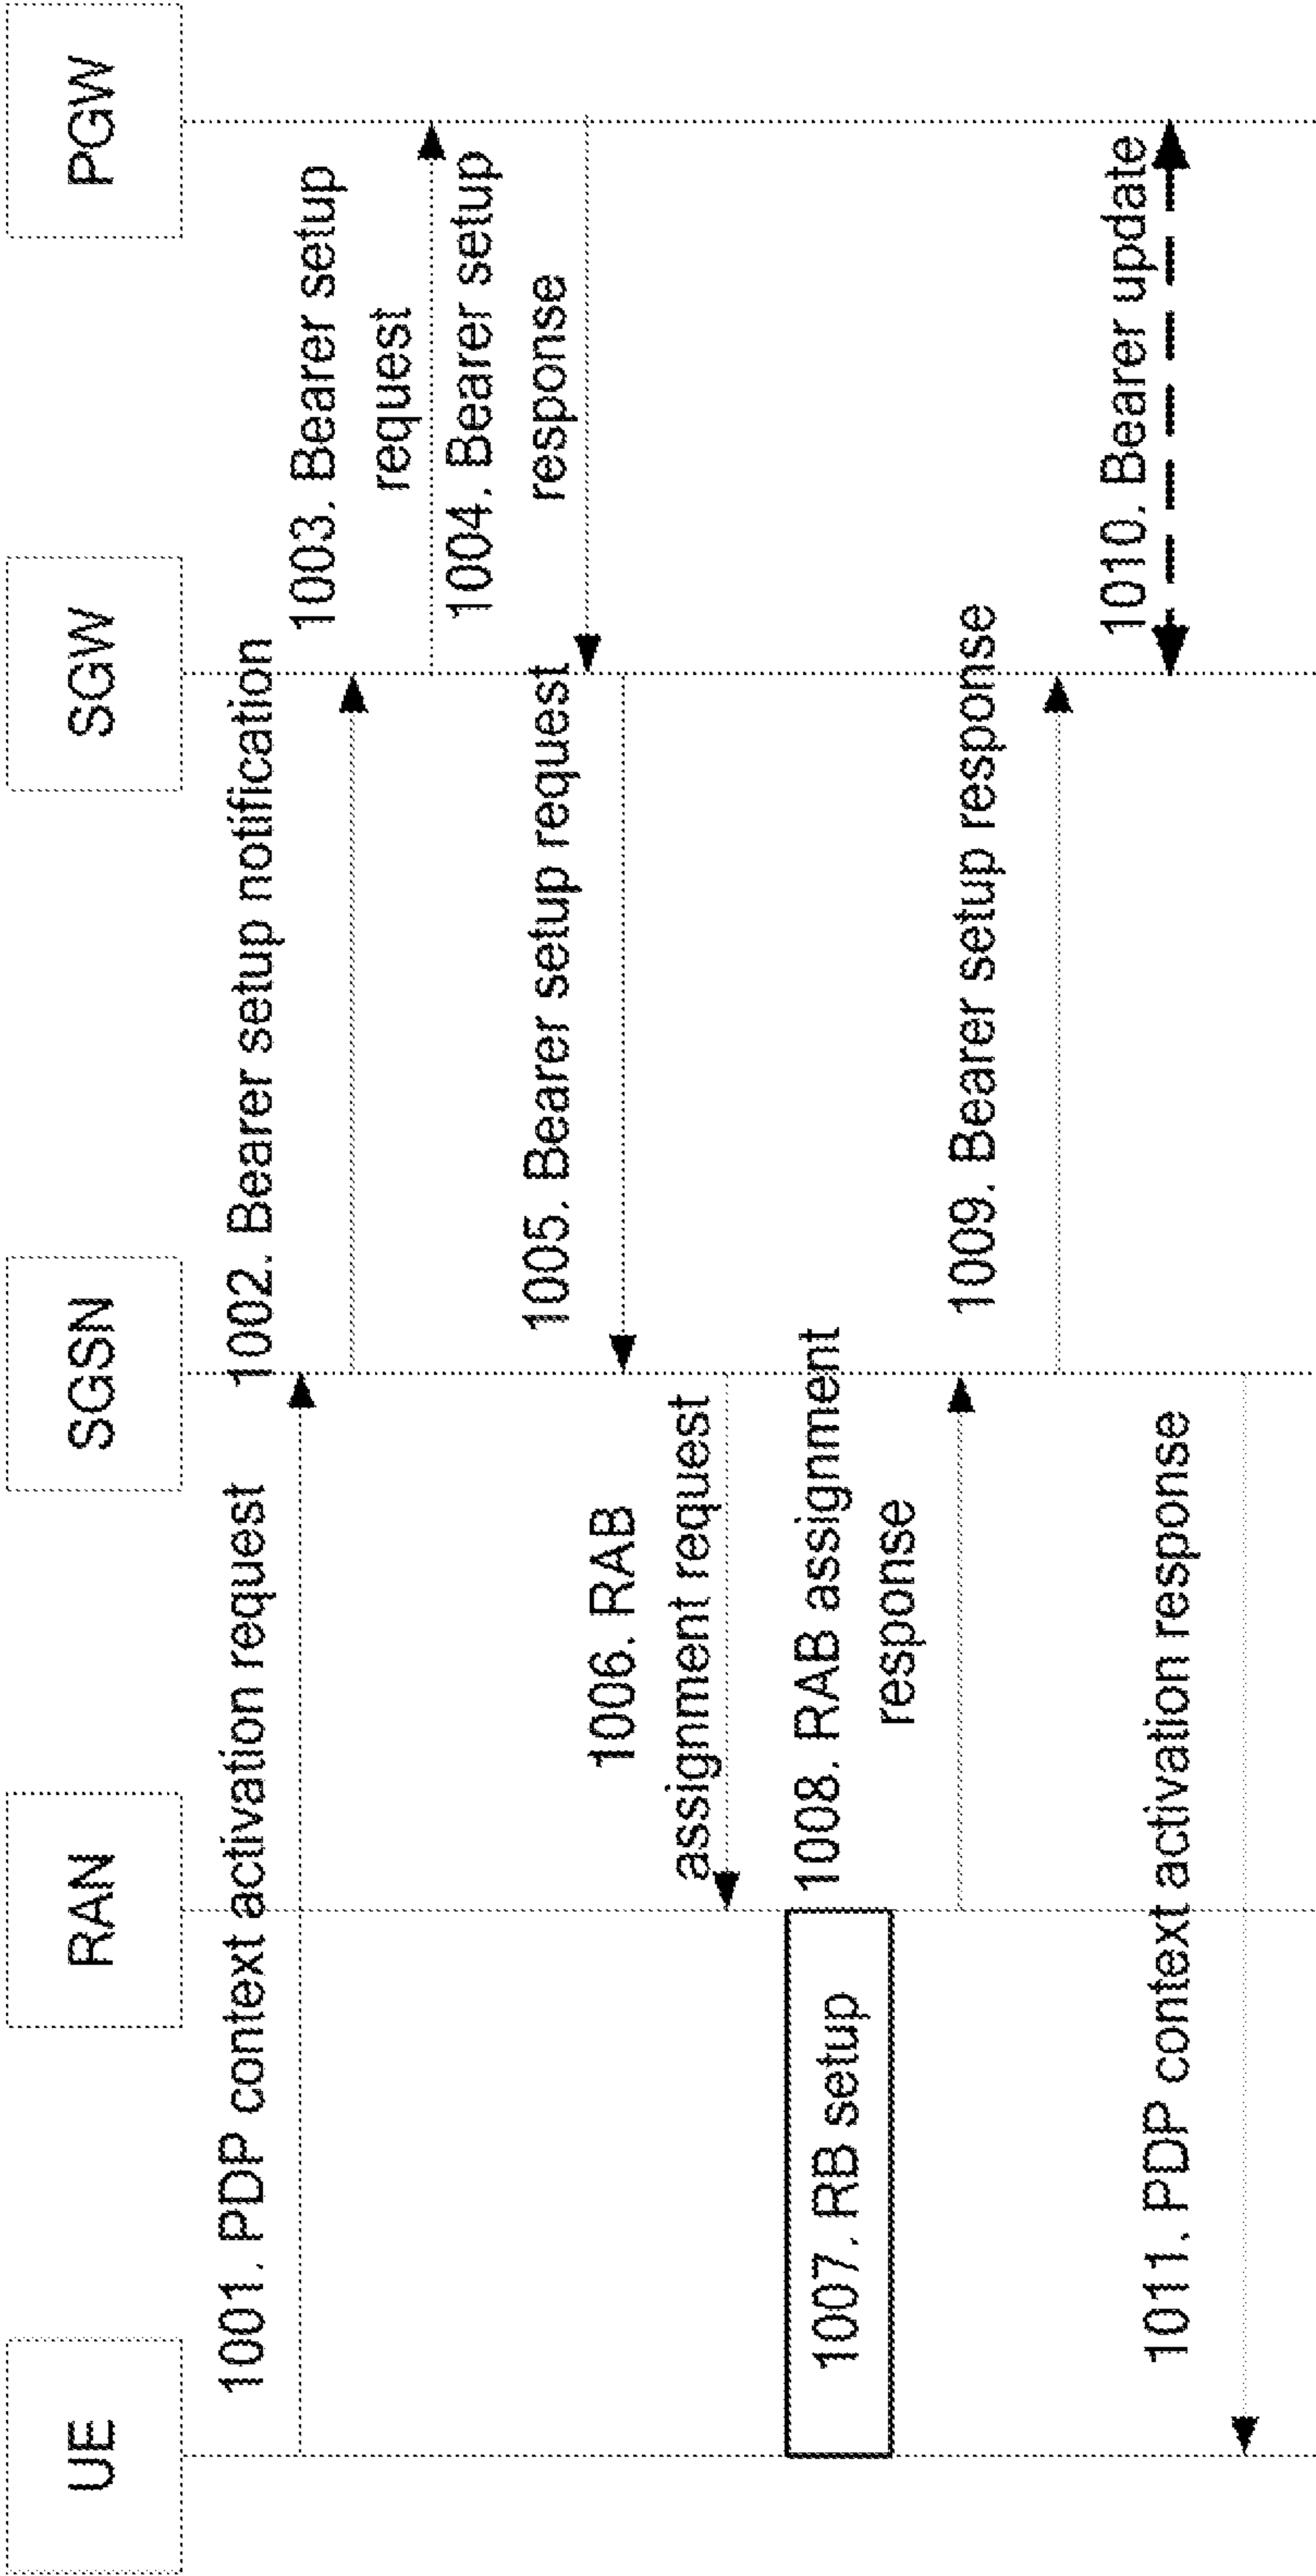 UE
RAN
SGSN
SGW
PGW
1001. PDP context activation request
1002. Bearer setup notification
1003. Bearer setup
request
1004. Bearer setup
response
1005. Bearer setup request
1006. RAB
assignment request
1007. RB setup
1008. RAB assignment
response
1009. Bearer setup response
1010. Bearer update
1011. PDP context activation response